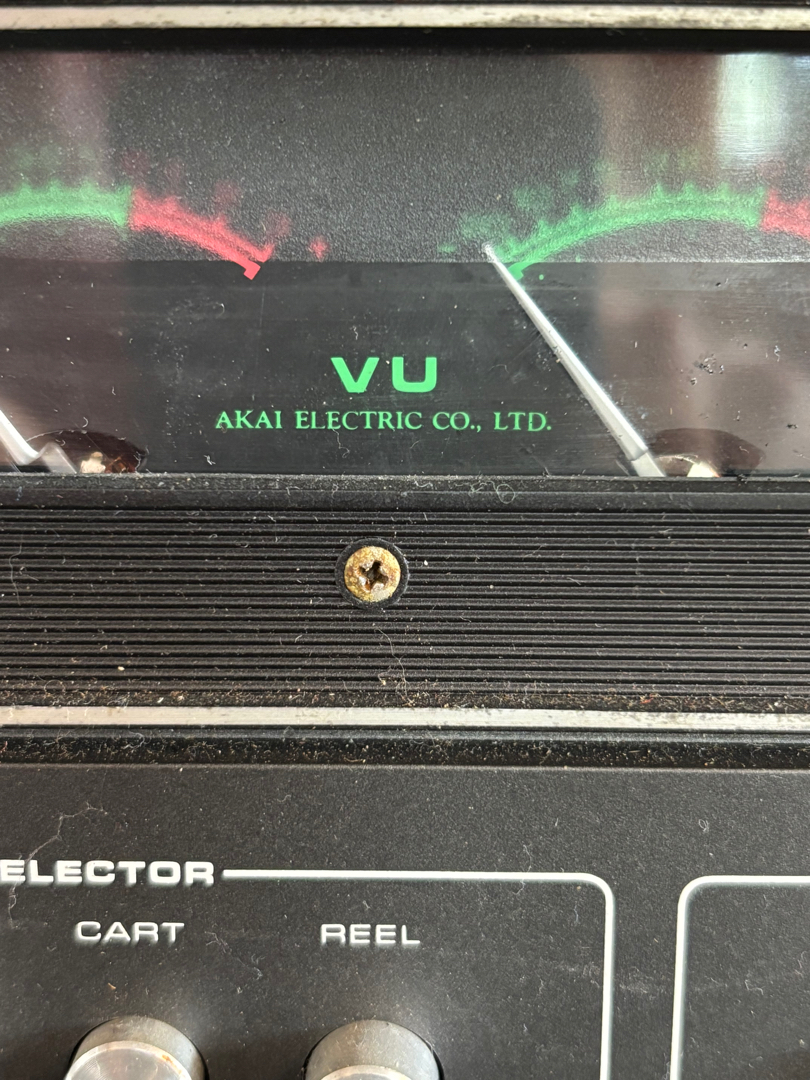 VU
AKAI ELECTRIC CO., LTD.
ELECTOR
CART
REEL